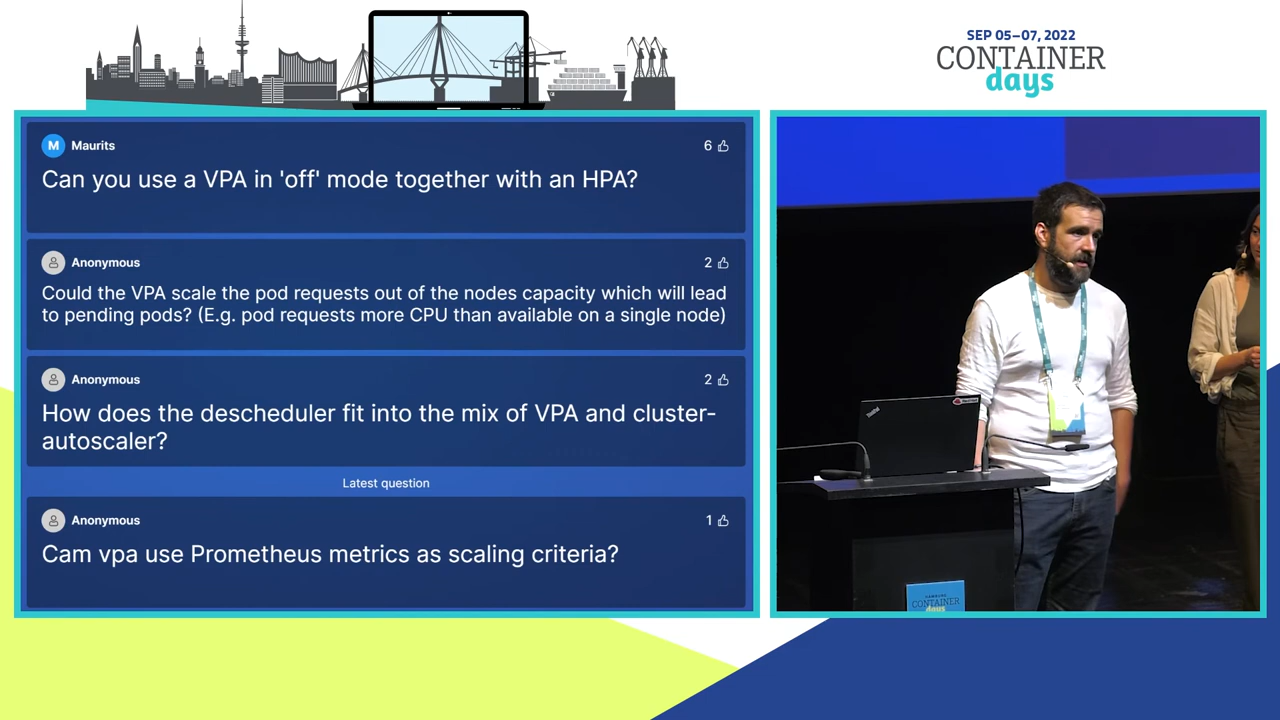 SEP 05–07, 2022
CONTAINER
days
M Maurits
6
Can you use a VPA in 'off' mode together with an HPA?
Anonymous
2
Could the VPA scale the pod requests out of the nodes capacity which will lead
to pending pods? (E.g. pod requests more CPU than available on a single node)
Anonymous
2
How does the descheduler fit into the mix of VPA and cluster-
autoscaler?
Latest question
Anonymous
1
Cam vpa use Prometheus metrics as scaling criteria?
ThinkPad
CONTAINER
days